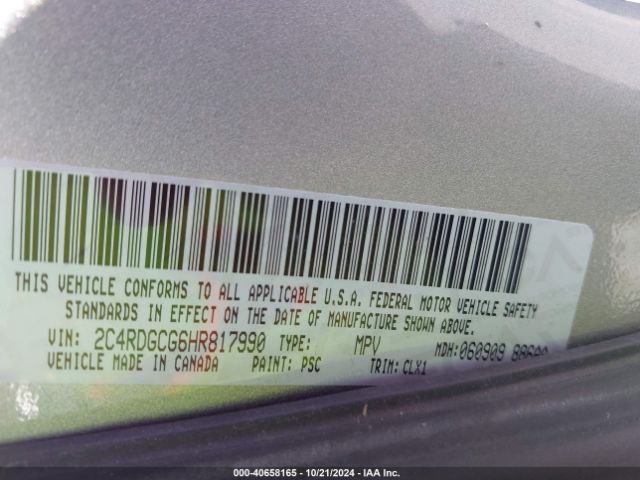 THIS VEHICLE CONFORMS TO ALL APPLICABLE U.S.A. FEDERAL MOTOR VEHICLE SAFETY
STANDARDS IN EFFECT ON THE DATE OF MANUFACTURE SHOWN ABOVE.
VIN: 2C4RDGCG6HR817990 TYPE: MPV MDH:060909
VEHICLE MADE IN CANADA PAINT: PSC TRIM: CLX1
000-40658165 - 10/21/2024 - IAA Inc.